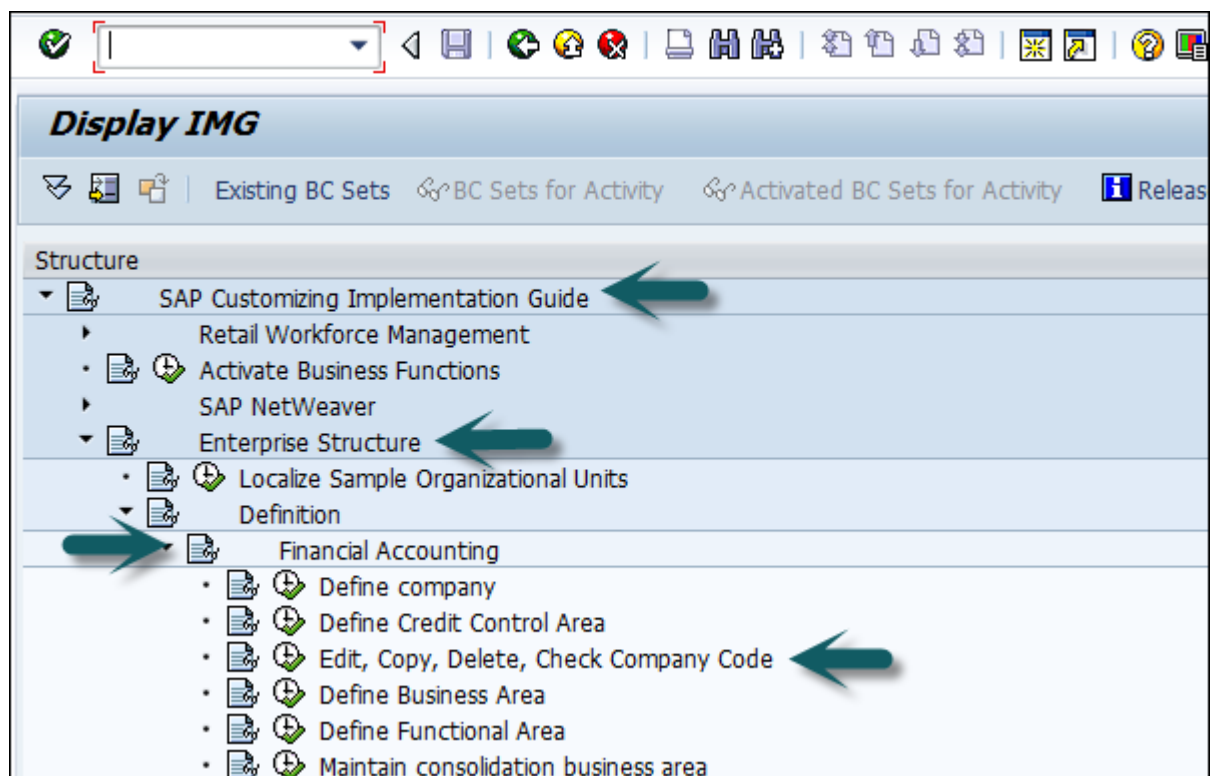 Display IMG
Existing BC Sets BC Sets for Activity Activated BC Sets for Activity Releas
Structure
SAP Customizing Implementation Guide
Retail Workforce Management
Activate Business Functions
SAP NetWeaver
Enterprise Structure
Localize Sample Organizational Units
Definition
Financial Accounting
Define company
Define Credit Control Area
Edit, Copy, Delete, Check Company Code
Define Business Area
Define Functional Area
Maintain consolidation business area